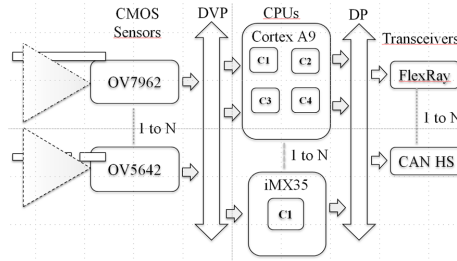 CMOS
Sensors
DVP
CPUs
DP
Transceivers
Cortex A9
C1
C2
C3
C4
OV7962
FlexRay
1 to N
1 to N
1 to N
OV5642
CAN HS
iMX35
C1